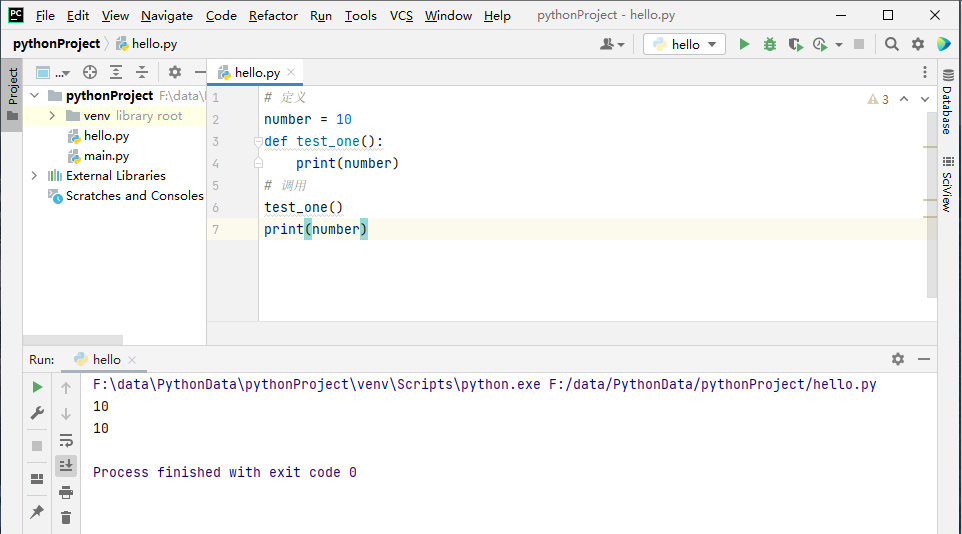 PC File Edit View Navigate Code Refactor Run Tools VCS Window Help pythonProject - hello.py
pythonProject hello.py hello
Project
... hello.py
pythonProject F:\data\
venv library root
hello.py
main.py
External Libraries
Scratches and Consoles
1 # 定义
2 number = 10
3 def test_one():
4 print(number)
5 # 调用
6 test_one()
7 print(number)
3
Database
SciView
Run: hello
F:\data\PythonData\pythonProject\venv\Scripts\python.exe F:/data/PythonData/pythonProject/hello.py
10
10
Process finished with exit code 0